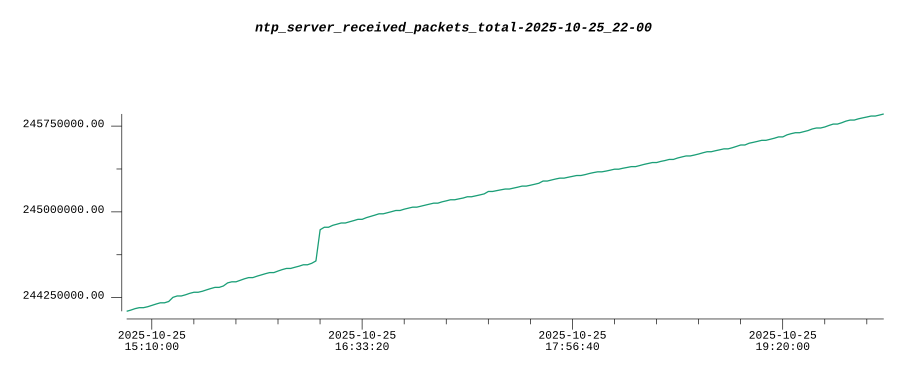 ntp_server_received_packets_total-2025-10-25_22-00
245750000.00
245000000.00
244250000.00
2025-10-25 2025-10-25 2025-10-25 2025-10-25
15:10:00 16:33:20 17:56:40 19:20:00